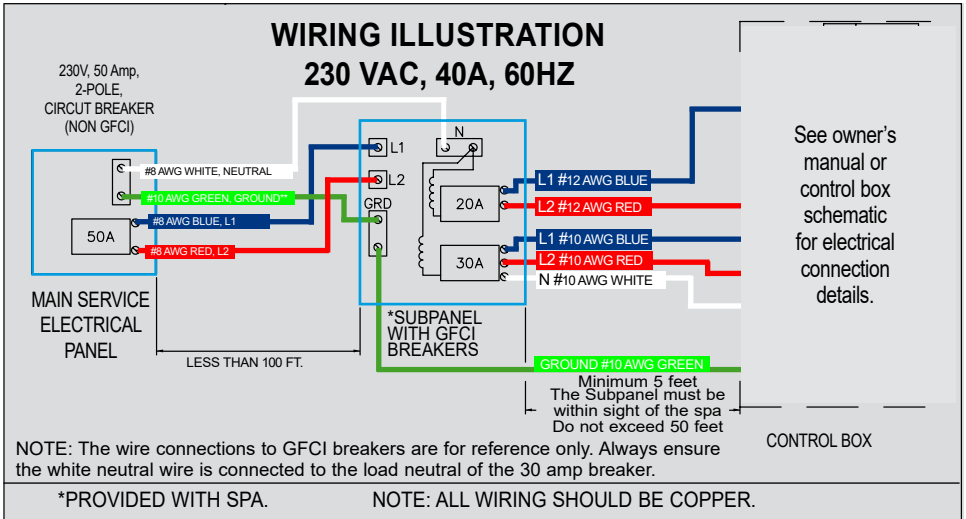 WIRING ILLUSTRATION
230 VAC, 40A, 60HZ
230V, 50 Amp,
2-POLE,
CIRCUT BREAKER
(NON GFCI)
#8 AWG WHITE, NEUTRAL
#10 AWG GREEN, GROUND**
#8 AWG BLUE, L1
#8 AWG RED, L2
50A
MAIN SERVICE
ELECTRICAL
PANEL
LESS THAN 100 FT.
L1
L2
GRD
N
20A
30A
*SUBPANEL
WITH GFCI
BREAKERS
L1 #12 AWG BLUE
L2 #12 AWG RED
L1 #10 AWG BLUE
L2 #10 AWG RED
N #10 AWG WHITE
GROUND #10 AWG GREEN
Minimum 5 feet
The Subpanel must be
within sight of the spa
Do not exceed 50 feet
See owner's
manual or
control box
schematic
for electrical
connection
details.
CONTROL BOX
NOTE: The wire connections to GFCI breakers are for reference only. Always ensure
the white neutral wire is connected to the load neutral of the 30 amp breaker.
*PROVIDED WITH SPA. NOTE: ALL WIRING SHOULD BE COPPER.